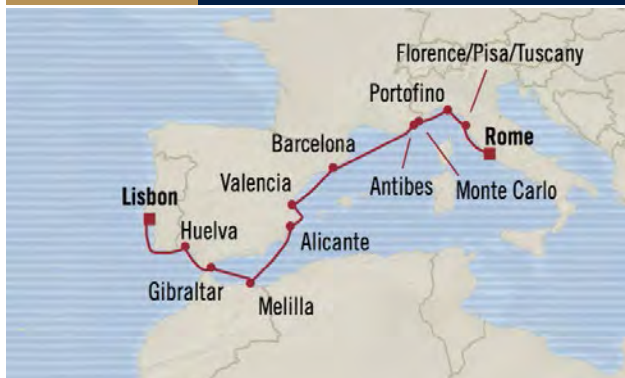 Florence/Pisa/Tuscany
Portofino
Rome
Barcelona
Antibes
Monte Carlo
Valencia
Lisbon
Huelva
Alicante
Gibraltar
Melilla